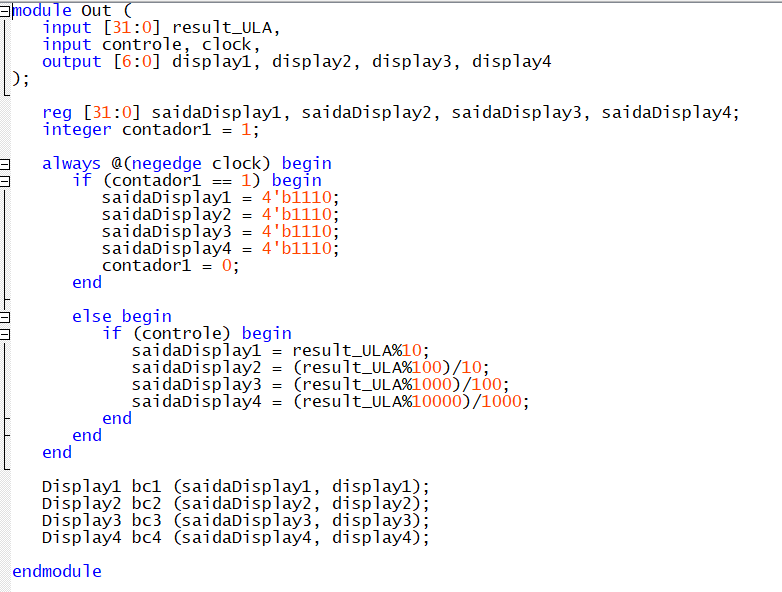 module Out (
   input [31:0] result_ULA,
   input controle, clock,
   output [6:0] display1, display2, display3, display4
);

   reg [31:0] saidaDisplay1, saidaDisplay2, saidaDisplay3, saidaDisplay4;
   integer contador1 = 1;

   always @(negedge clock) begin
      if (contador1 == 1) begin
         saidaDisplay1 = 4'b1110;
         saidaDisplay2 = 4'b1110;
         saidaDisplay3 = 4'b1110;
         saidaDisplay4 = 4'b1110;
         contador1 = 0;
      end

      else begin
         if (controle) begin
            saidaDisplay1 = result_ULA%10;
            saidaDisplay2 = (result_ULA%100)/10;
            saidaDisplay3 = (result_ULA%1000)/100;
            saidaDisplay4 = (result_ULA%10000)/1000;
         end
      end
   end

   Display1 bc1 (saidaDisplay1, display1);
   Display2 bc2 (saidaDisplay2, display2);
   Display3 bc3 (saidaDisplay3, display3);
   Display4 bc4 (saidaDisplay4, display4);

endmodule